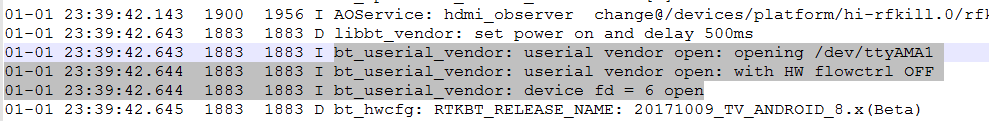 01-01 23:39:42.143 1900 1956 I AOService: hdmi_observer change@/devices/platform/hi-rfkill.0/rfk
01-01 23:39:42.643 1883 1883 D libbt_vendor: set power on and delay 500ms
01-01 23:39:42.643 1883 1883 I bt_userial_vendor: userial vendor open: opening /dev/ttyAMA1
01-01 23:39:42.644 1883 1883 I bt_userial_vendor: userial vendor open: with HW flowctrl OFF
01-01 23:39:42.644 1883 1883 I bt_userial_vendor: device fd = 6 open
01-01 23:39:42.645 1883 1883 D bt_hwcfg: RTKBT_RELEASE_NAME: 20171009_TV_ANDROID_8.x(Beta)